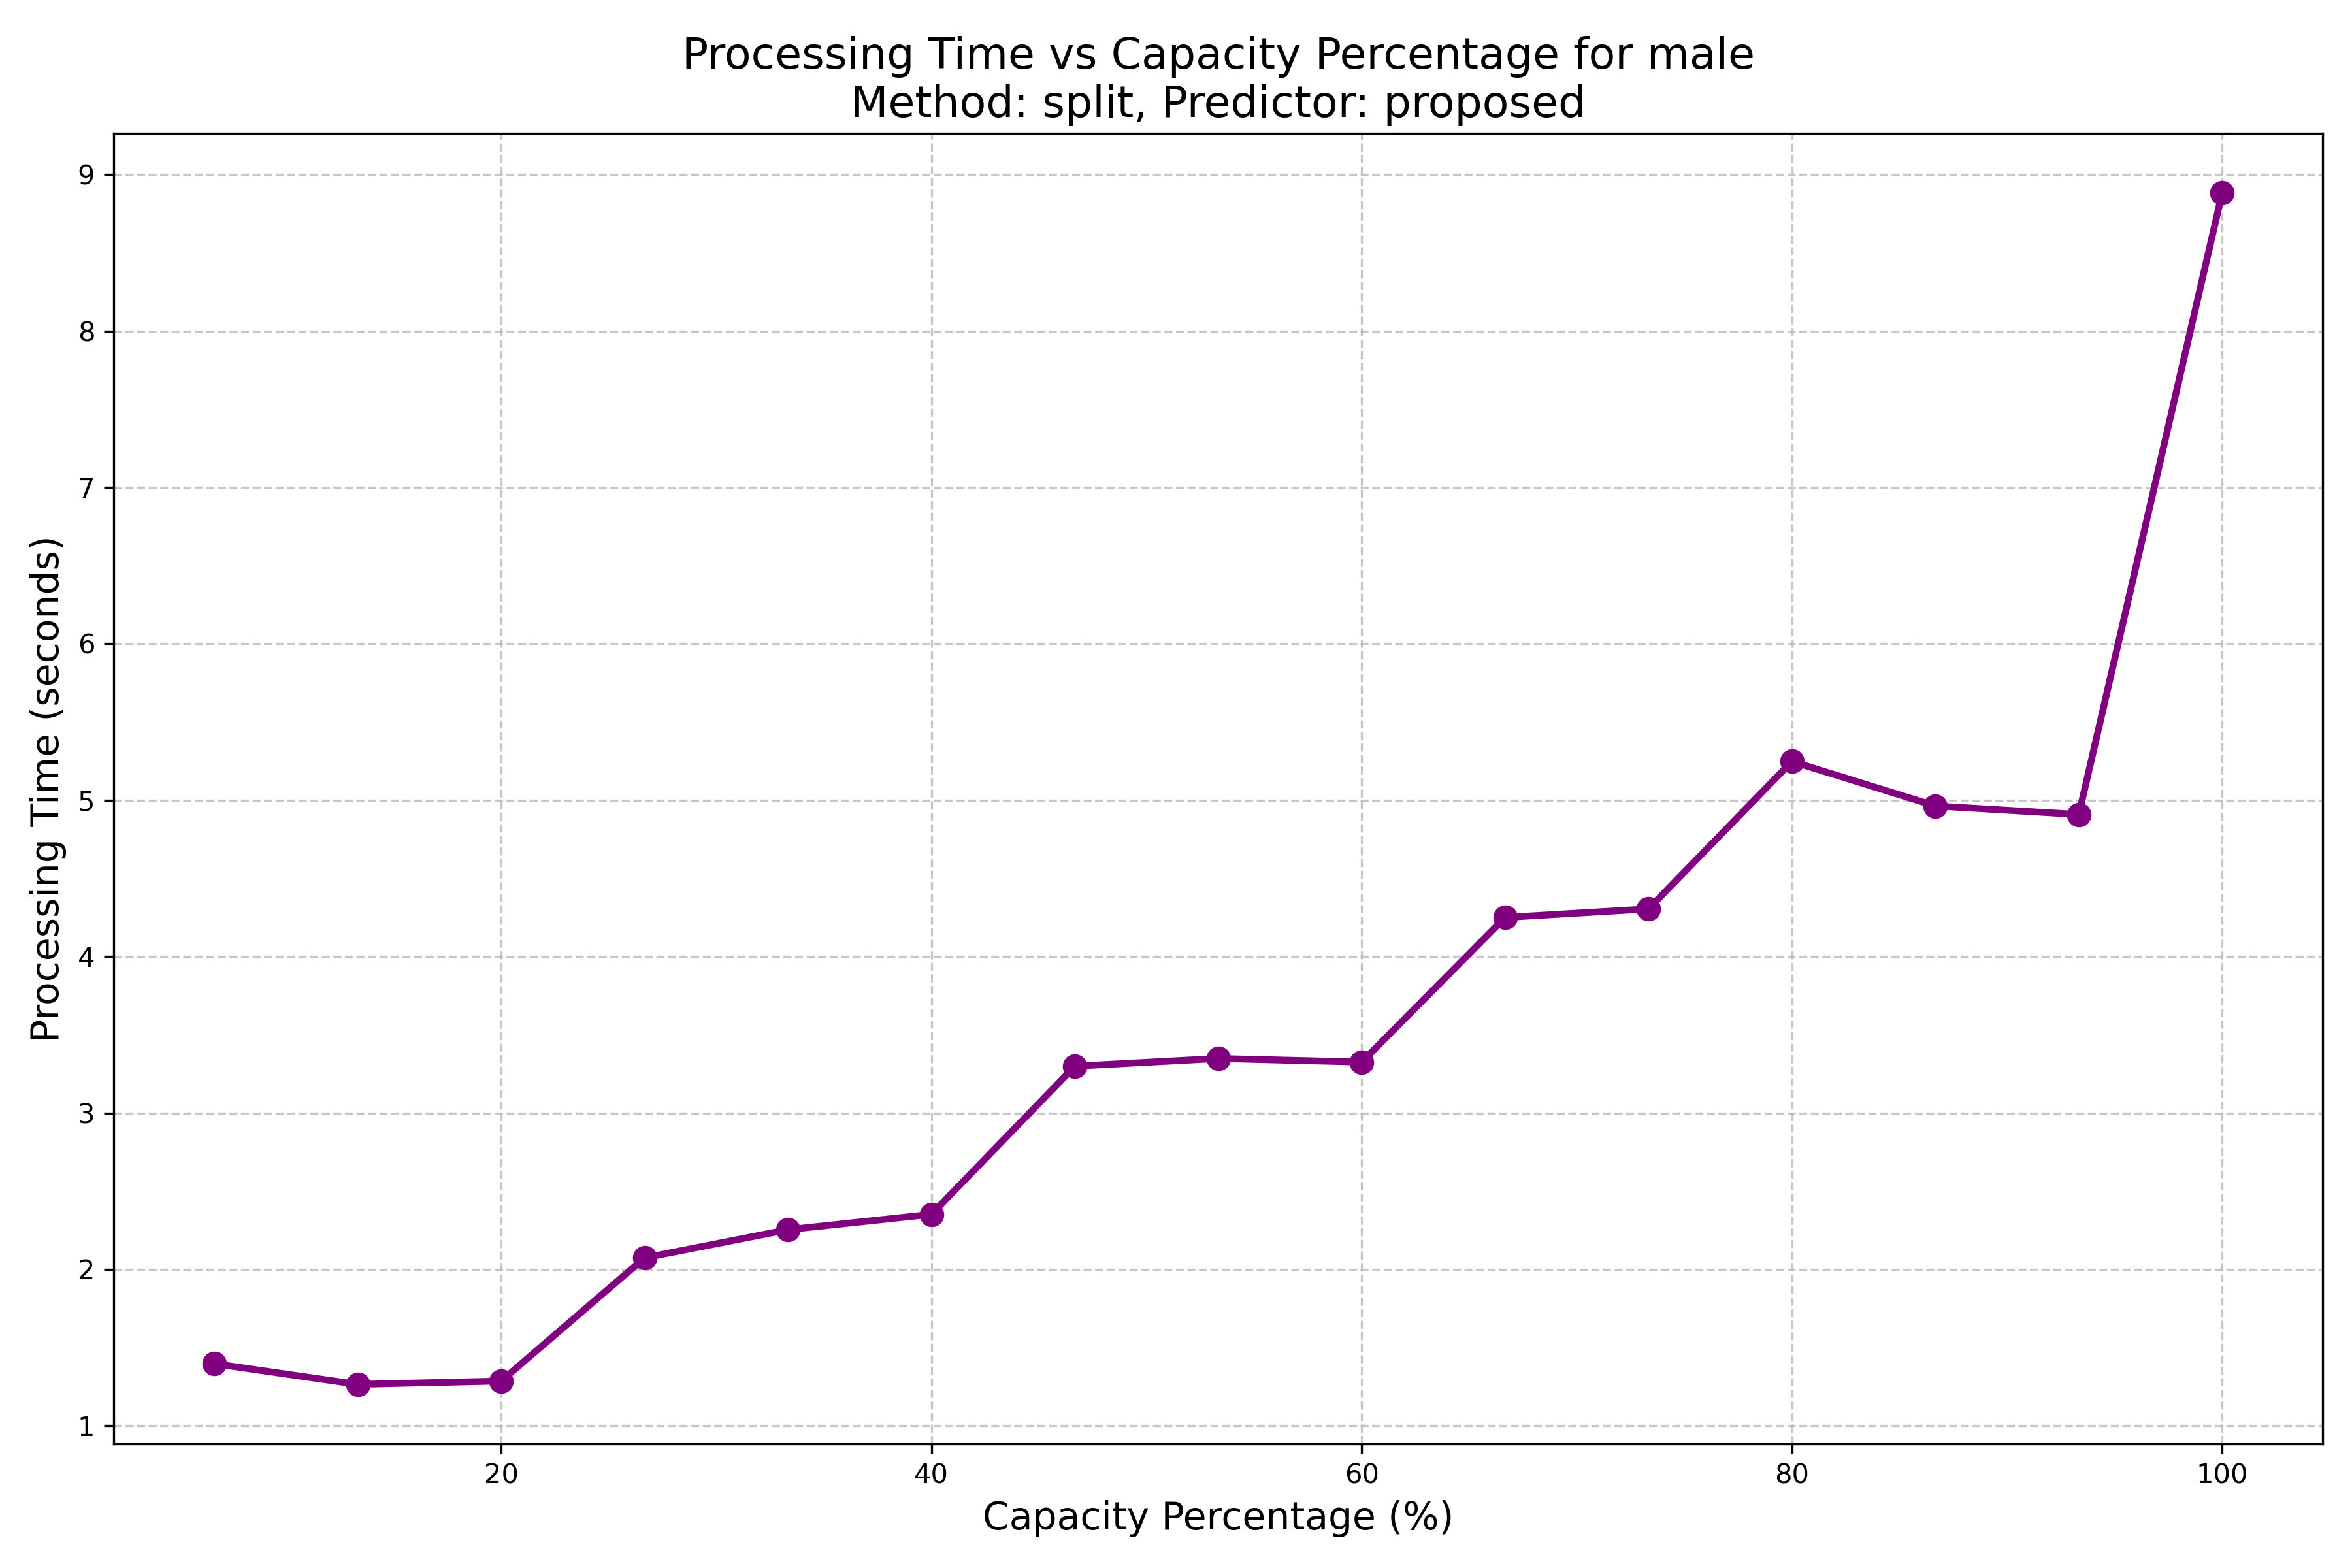 Processing Time vs Capacity Percentage for male
Method: split, Predictor: proposed
Processing Time (seconds)
9
8
7
6
5
4
3
2
1
20 40 60 80 100
Capacity Percentage (%)